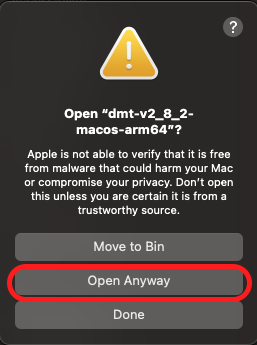 ?
Open “dmt-v2_8_2-
macos-arm64”?
Apple is not able to verify that it is free
from malware that could harm your Mac
or compromise your privacy. Don’t open
this unless you are certain it is from a
trustworthy source.
Move to Bin
Open Anyway
Done